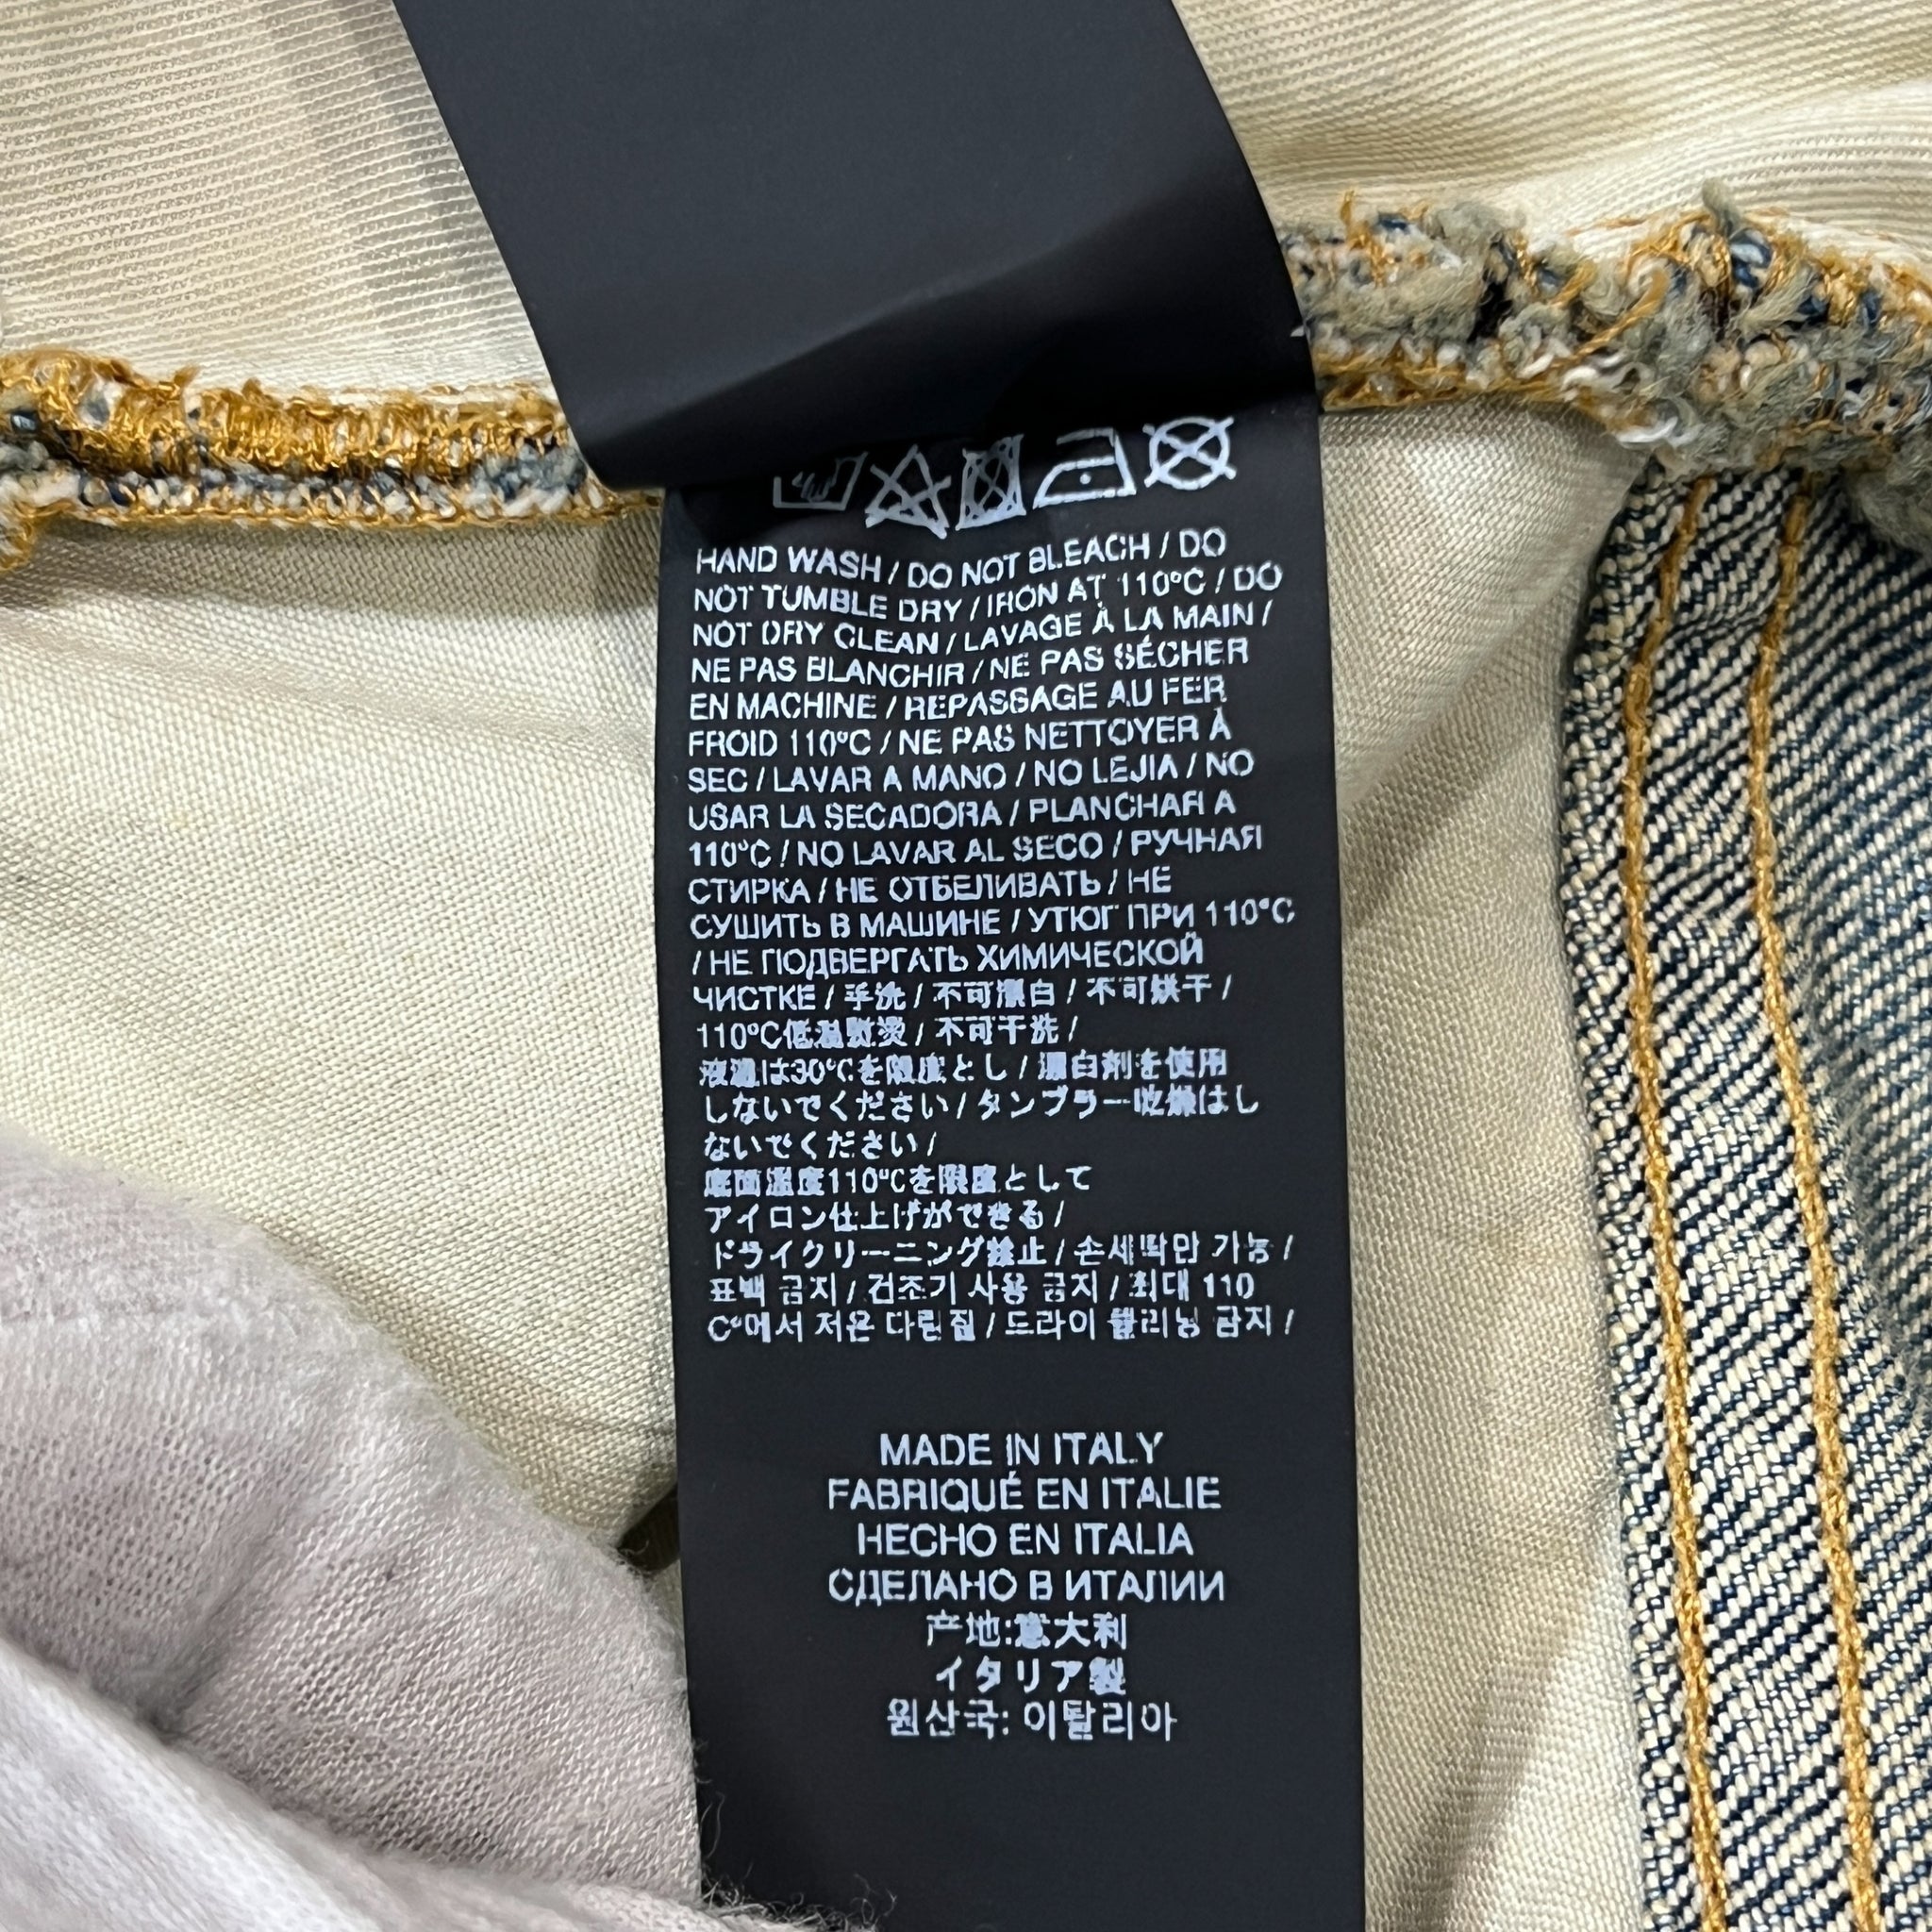 HAND WASH / DO NOT BLEACH / DO
NOT TUMBLE DRY / IRON AT 110°C / DO
NOT DRY CLEAN / LAVAGE À LA MAIN /
NE PAS BLANCHIR / NE PAS SÉCHER
EN MACHINE / REPASSAGE AU FER
FROID 110°C / NE PAS NETTOYER À
SEC / LAVAR A MANO / NO LEJIA / NO
USAR LA SECADORA / PLANCHAR A
110°C / NO LAVAR AL SECO / РУЧНАЯ
СТИРКА / НЕ ОТБЕЛИВАТЬ / НЕ
СУШИТЬ В МАШИНЕ / УТЮГ ПРИ 110°C
/ НЕ ПОДВЕРГАТЬ ХИМИЧЕСКОЙ
ЧИСТКЕ / 手洗 / 不可漂白 / 不可烘干 /
110°C低温熨烫 / 不可干洗 /
液温は30℃を限度とし / 漂白剤を使用
しないでください / タンブラー乾燥はし
ないでください /
底面温度110℃を限度として
アイロン仕上げができる /
ドライクリーニング禁止 / 손세탁만 가능 /
표백 금지 / 건조기 사용 금지 / 최대 110
C°에서 저온 다림질 / 드라이 클리닝 금지 /
MADE IN ITALY
FABRIQUÉ EN ITALIE
HECHO EN ITALIA
СДЕЛАНО В ИТАЛИИ
产地:意大利
イタリア製
원산국: 이탈리아